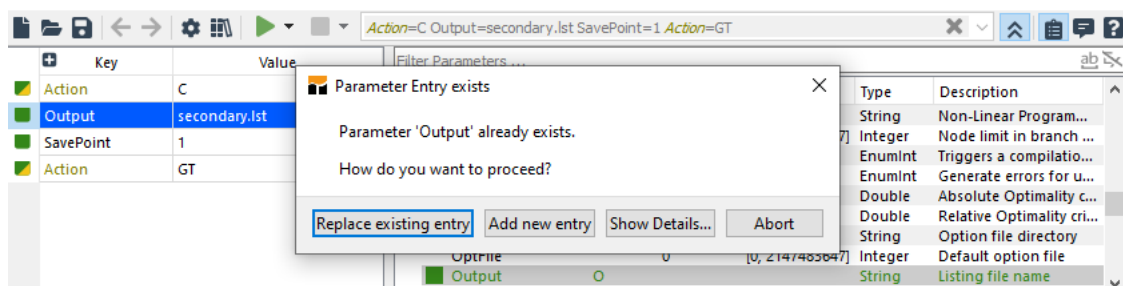 Action=C Output=secondary.lst SavePoint=1 Action=GT
Key Value
Filter Parameters ...
ab
Action C
Output secondary.lst
SavePoint 1
Action GT
Parameter Entry exists
Parameter 'Output' already exists.
How do you want to proceed?
Replace existing entry Add new entry Show Details... Abort
Type Description
String Non-Linear Program...
7] Integer Node limit in branch ...
EnumInt Triggers a compilatio...
EnumInt Generate errors for u...
Double Absolute Optimality c...
Double Relative Optimality cri...
String Option file directory
OptFile 0 [0, 2147483647] Integer Default option file
Output O String Listing file name